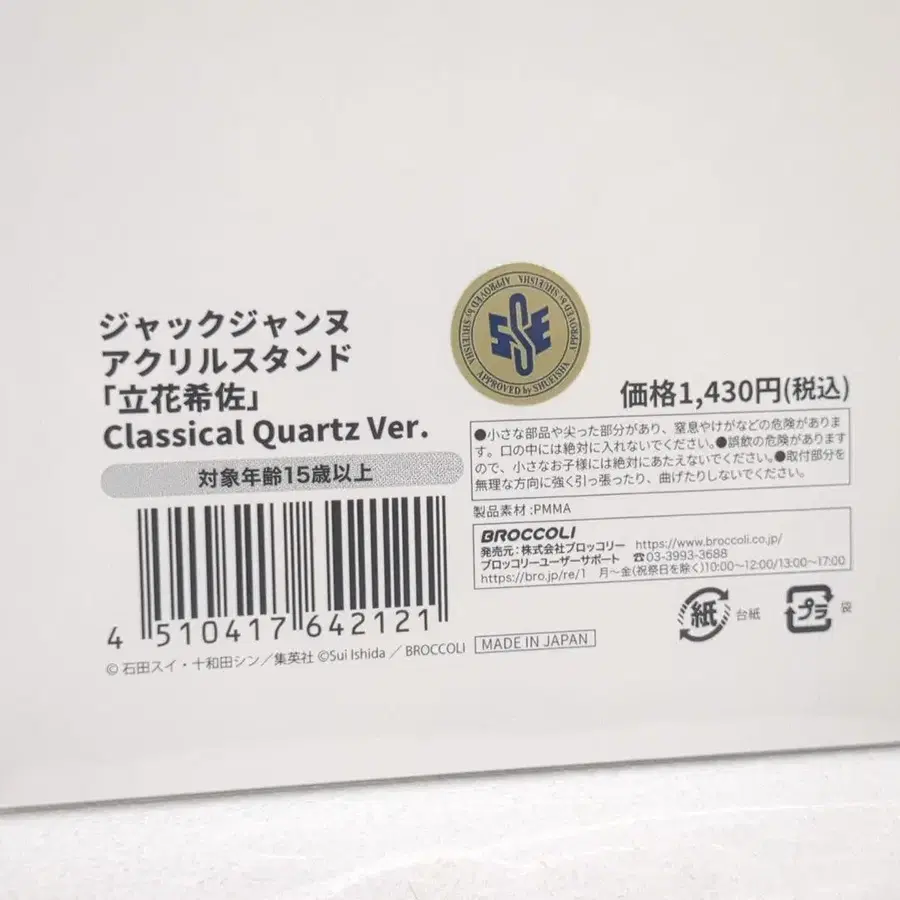 ジャックジャンヌ
アクリルスタンド
「立花希佐」
Classical Quartz Ver.
対象年齢15歳以上
4 510417 642121
© 石田スイ・十和田シン／集英社 ©Sui Ishida ／ BROCCOLI
APPROVED by SHUEISHA APPROVED by SHUEISHA APPROVED by SHUEISHA
SSE
価格1,430円(税込)
●小さな部品や尖った部分があり、窒息やけがなどの危険があります
す。口の中には絶対に入れないでください。●誤飲の危険があります
ので、小さなお子様には絶対にあたえないでください。●取付部分を
無理な方向に強く引っ張ったり、曲げたりしないでください。
製品素材:PMMA
BROCCOLI
発売元：株式会社ブロッコリー https://www.broccoli.co.jp/
ブロッコリーユーザーサポート ☎03-3993-3688
https://bro.jp/re/1 月～金(祝祭日を除く)10:00～12:00/13:00～17:00
MADE IN JAPAN
紙 台紙 プラ 袋